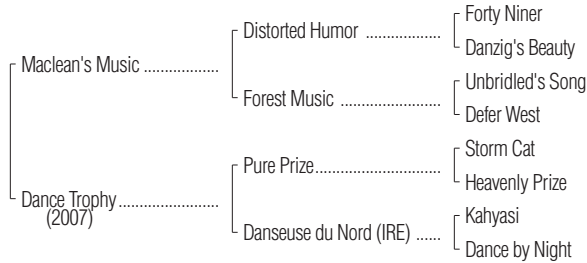 Forty Niner
Distorted Humor ..................
Danzig's Beauty
Maclean's Music ..................
Unbridled's Song
Forest Music ........................
Defer West
Storm Cat
Pure Prize..............................
Heavenly Prize
Dance Trophy ........................
(2007)
Kahyasi
Danseuse du Nord (IRE) ......
Dance by Night